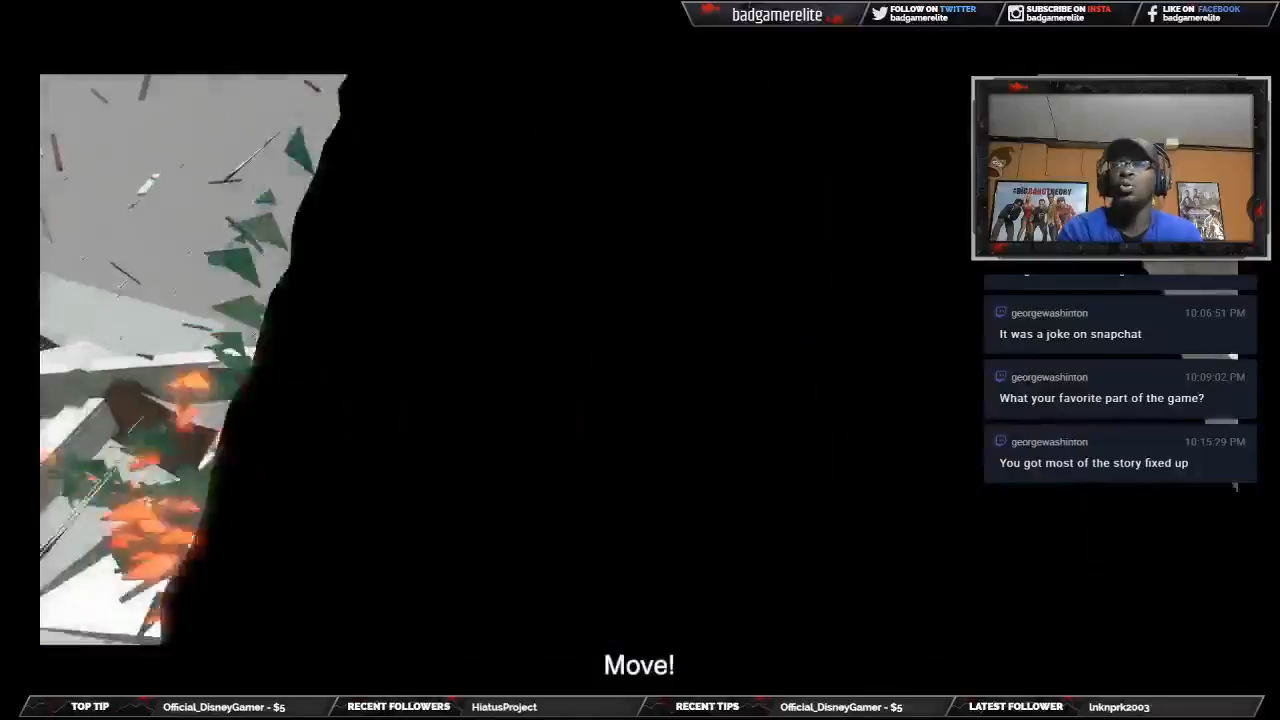 badgamerelite
FOLLOW ON TWITTER
badgamerelite
SUBSCRIBE ON INSTA
badgamerelite
LIKE ON FACEBOOK
badgamerelite
#BIGBANGTHEORY
georgewashinton 10:06:51 PM
It was a joke on snapchat
georgewashinton 10:09:02 PM
What your favorite part of the game?
georgewashinton 10:15:29 PM
You got most of the story fixed up
Move!
TOP TIP Official_DisneyGamer - $5 RECENT FOLLOWERS HiatusProject RECENT TIPS Official_DisneyGamer - $5 LATEST FOLLOWER lnknprk2003